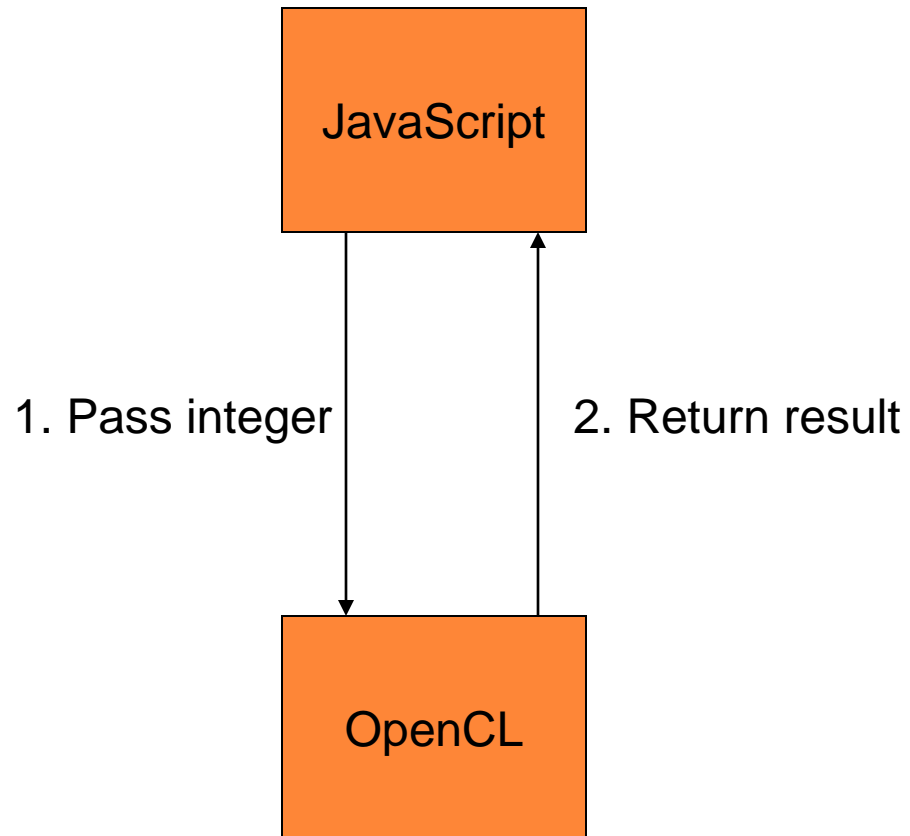 JavaScript
1. Pass integer
2. Return result
OpenCL